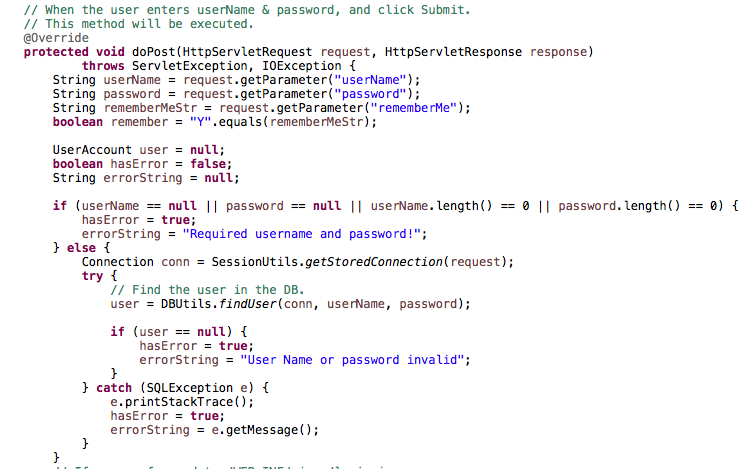 // When the user enters userName & password, and click Submit.
// This method will be executed.
@Override
protected void doPost(HttpServletRequest request, HttpServletResponse response)
        throws ServletException, IOException {
    String userName = request.getParameter("userName");
    String password = request.getParameter("password");
    String rememberMeStr = request.getParameter("rememberMe");
    boolean remember = "Y".equals(rememberMeStr);

    UserAccount user = null;
    boolean hasError = false;
    String errorString = null;

    if (userName == null || password == null || userName.length() == 0 || password.length() == 0) {
        hasError = true;
        errorString = "Required username and password!";
    } else {
        Connection conn = SessionUtils.getStoredConnection(request);
        try {
            // Find the user in the DB.
            user = DBUtils.findUser(conn, userName, password);

            if (user == null) {
                hasError = true;
                errorString = "User Name or password invalid";
            }
        } catch (SQLException e) {
            e.printStackTrace();
            hasError = true;
            errorString = e.getMessage();
        }
    }